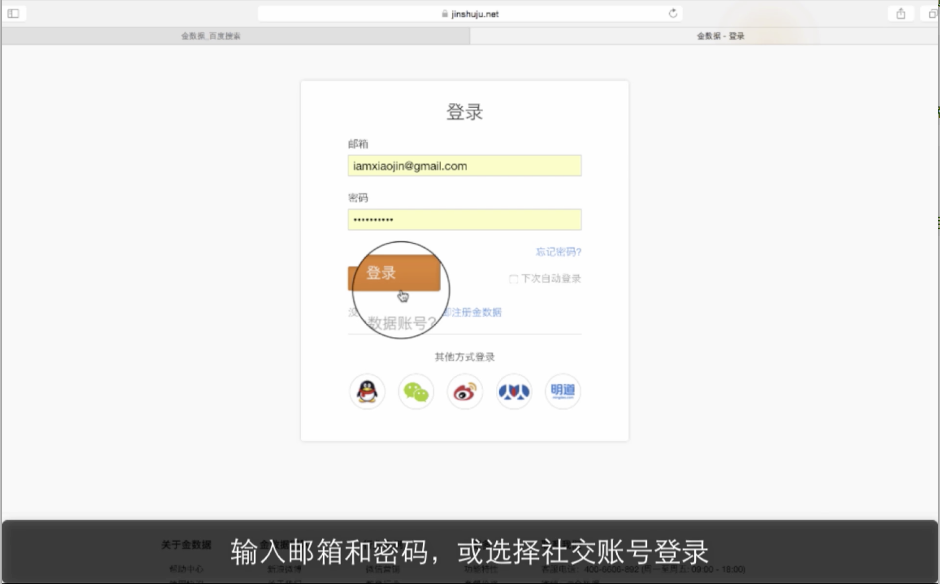 jinshuju.net
金数据_百度搜索
金数据 - 登录
登录
邮箱
iamxiaojin@gmail.com
密码
••••••••••
忘记密码?
登录
下次自动登录
数据账号?
注册金数据
其他方式登录
明道
关于金数据
输入邮箱和密码，或选择社交账号登录
帮助中心